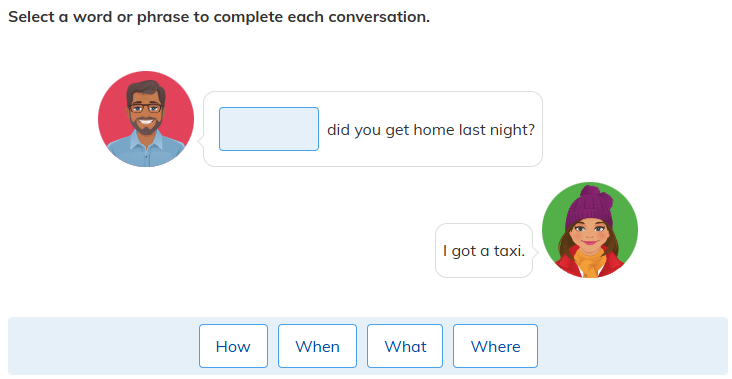 Select a word or phrase to complete each conversation.
did you get home last night?
I got a taxi.
How When What Where